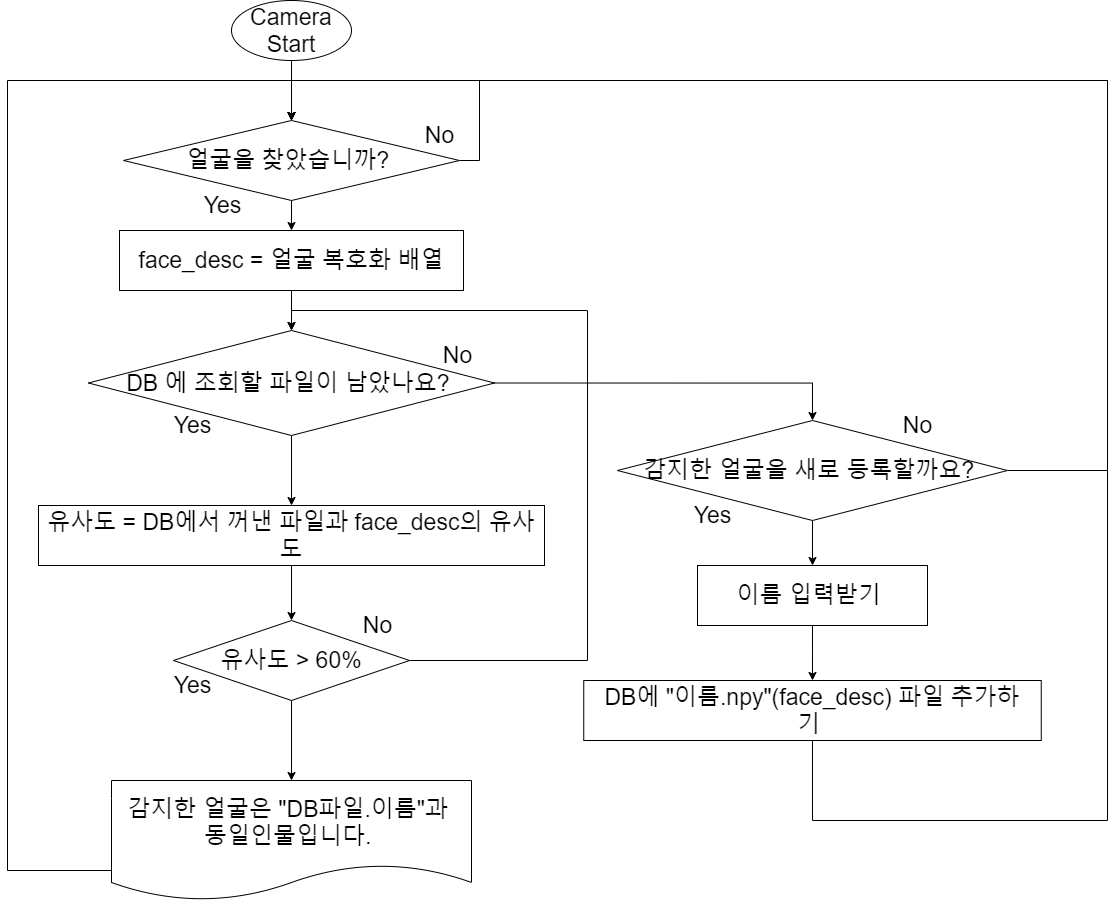 Camera
Start
No
얼굴을 찾았습니까?
Yes
face_desc = 얼굴 복호화 배열
No
DB 에 조회할 파일이 남았나요?
Yes
No
감지한 얼굴을 새로 등록할까요?
Yes
유사도 = DB에서 꺼낸 파일과 face_desc의 유사
도
이름 입력받기
No
유사도 > 60%
Yes
DB에 "이름.npy"(face_desc) 파일 추가하
기
감지한 얼굴은 "DB파일.이름"과
동일인물입니다.